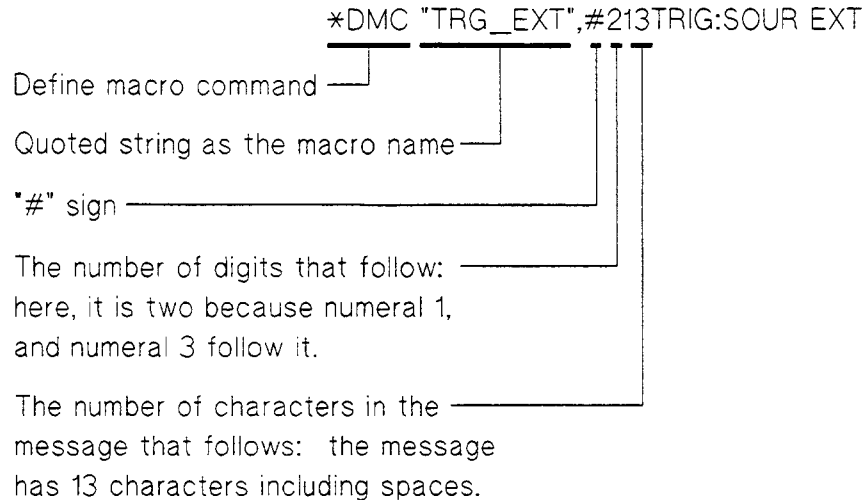 *DMC "TRG_EXT",#213TRIG:SOUR EXT
Define macro command
Quoted string as the macro name
"#" sign
The number of digits that follow:
here, it is two because numeral 1,
and numeral 3 follow it.
The number of characters in the
message that follows: the message
has 13 characters including spaces.